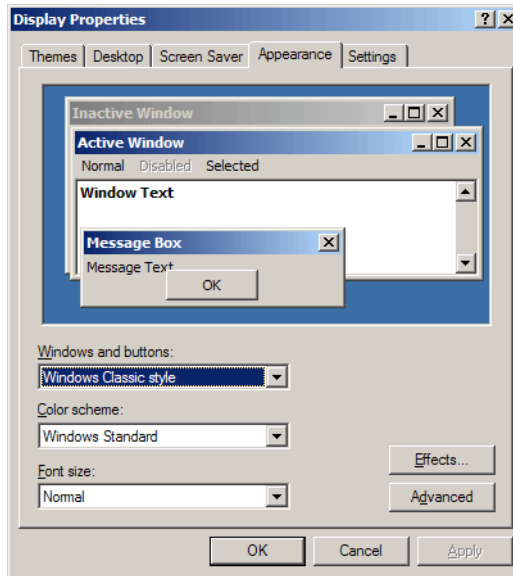 Display Properties
Themes Desktop Screen Saver Appearance Settings
Inactive Window
Active Window
Normal Disabled Selected
Window Text
Message Box
Message Text
OK
Windows and buttons:
Windows Classic style
Color scheme:
Windows Standard
Effects...
Font size:
Normal
Advanced
OK Cancel Apply